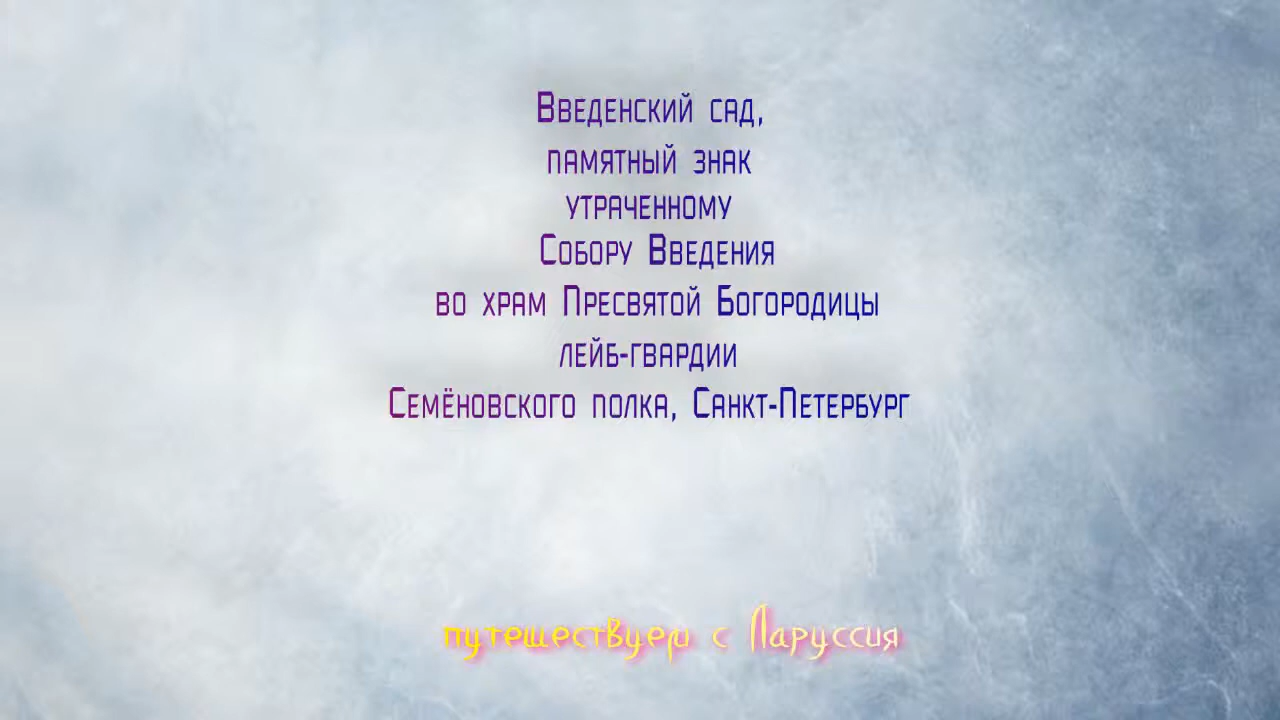 Введенский сад,
памятный знак
утраченному
Собору Введения
во храм Пресвятой Богородицы
лейб-гвардии
Семёновского полка, Санкт-Петербург
путешествуем с Ларуссия